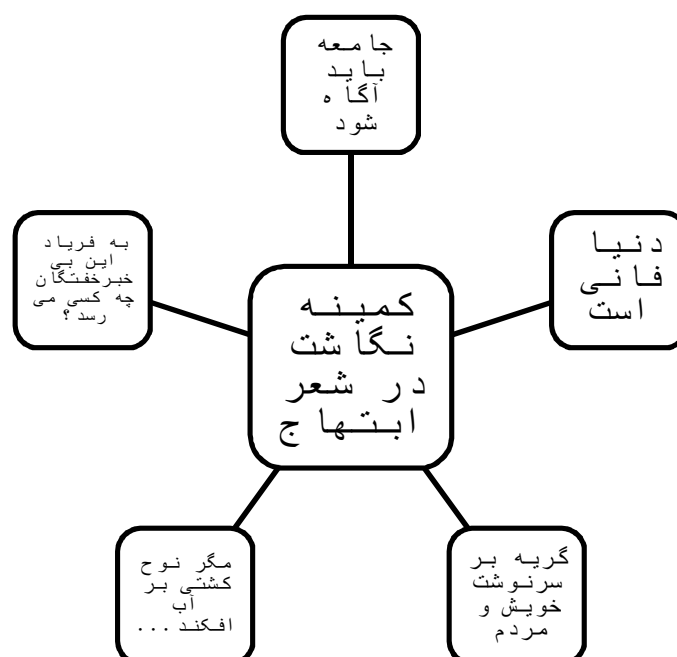 جامعه
باید
آگاه
شود
دنیا
فانی
است
به فریاد
این بی
خبرخفتگان
چه کسی می
رسد؟
کمینه
نگاشت
در شعر
ابتهاج
گریه بر
سرنوشت
خویش و
مردم
مگر نوح
کشتی بر
آب
افکند...